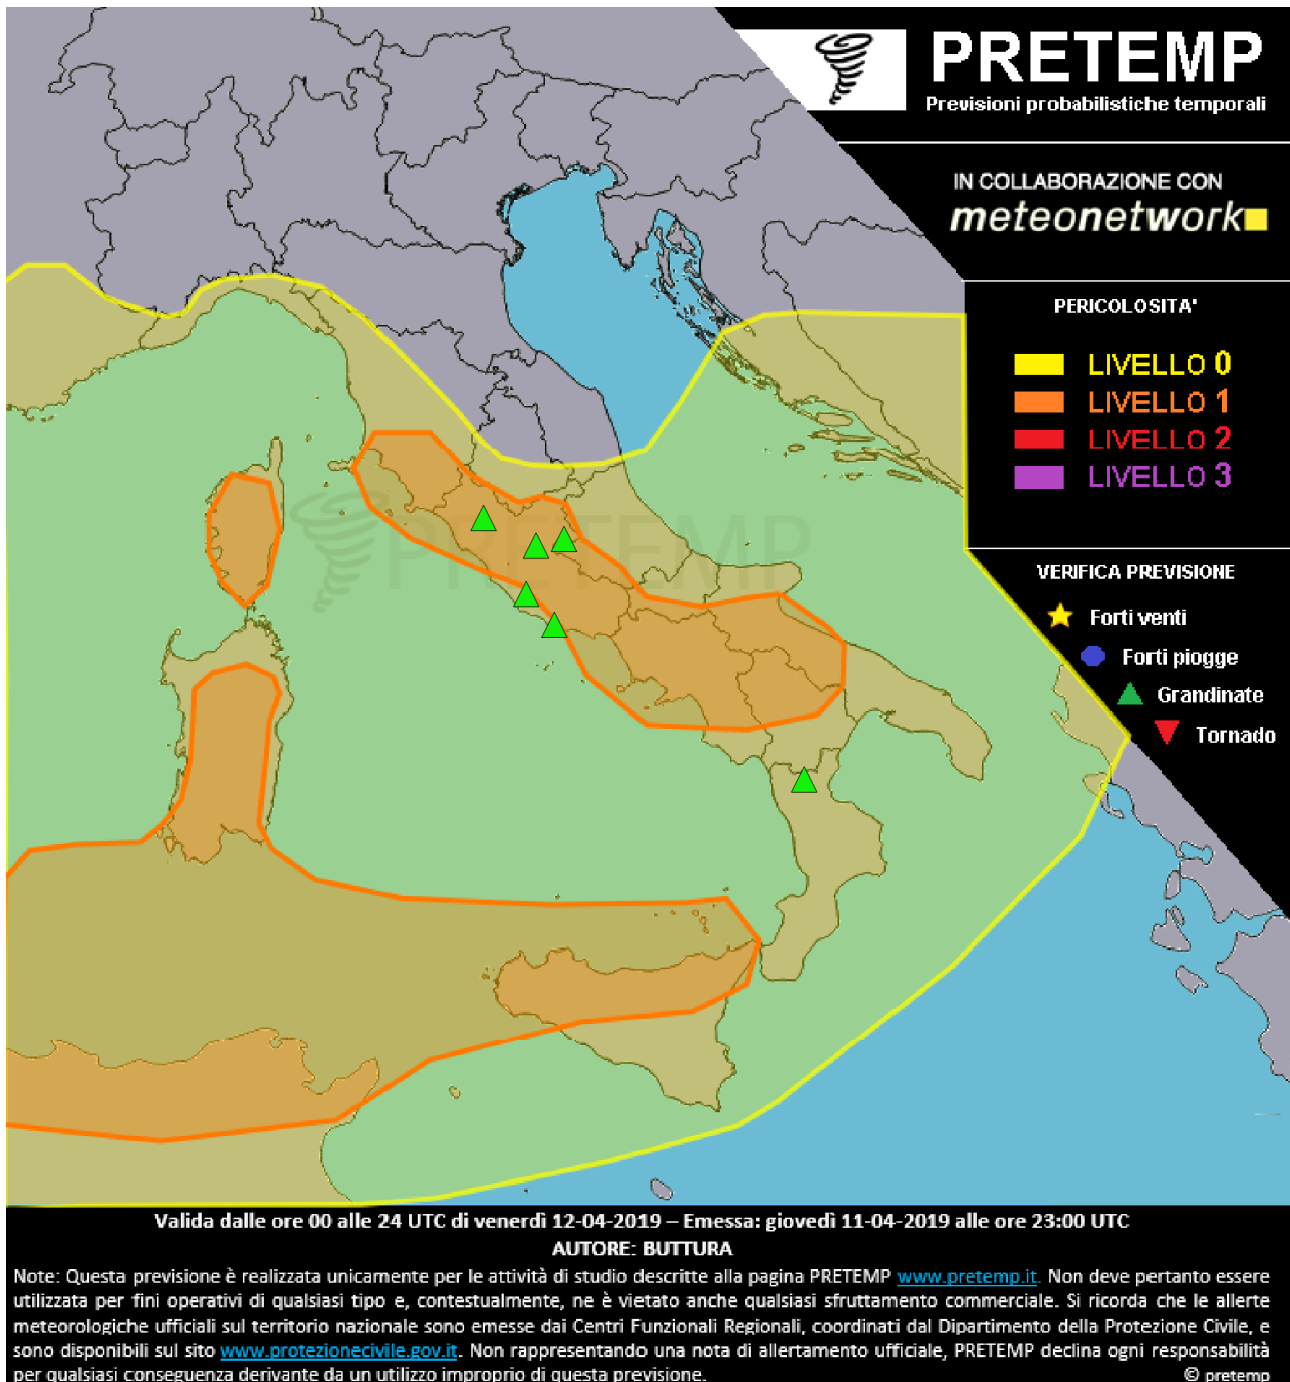 PRETEMP
Previsioni probabilistiche temporali
IN COLLABORAZIONE CON
meteonetwork
PERICOLOSITA'
LIVELLO 0
LIVELLO 1
LIVELLO 2
LIVELLO 3
PRETEMP
VERIFICA PREVISIONE
Forti venti
Forti piogge
Grandinate
Tornado
Valida dalle ore 00 alle 24 UTC di venerdì 12-04-2019 – Emessa: giovedì 11-04-2019 alle ore 23:00 UTC
AUTORE: BUTTURA
Note: Questa previsione è realizzata unicamente per le attività di studio descritte alla pagina PRETEMP www.pretemp.it. Non deve pertanto essere
utilizzata per fini operativi di qualsiasi tipo e, contestualmente, ne è vietato anche qualsiasi sfruttamento commerciale. Si ricorda che le allerte
meteorologiche ufficiali sul territorio nazionale sono emesse dai Centri Funzionali Regionali, coordinati dal Dipartimento della Protezione Civile, e
sono disponibili sul sito www.protezionecivile.gov.it. Non rappresentando una nota di allertamento ufficiale, PRETEMP declina ogni responsabilità
per qualsiasi conseguenza derivante da un utilizzo improprio di questa previsione.
© pretemp